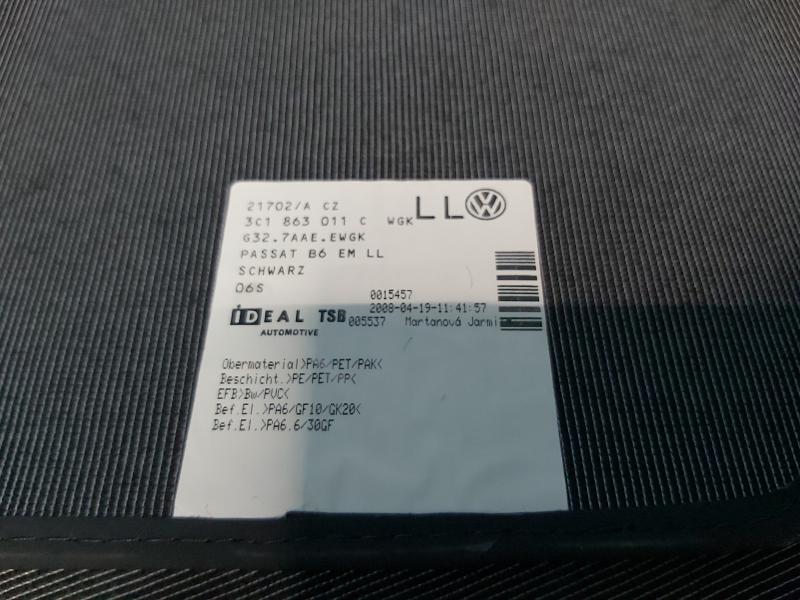 21702/A CZ
3C1 863 011 C WGK LL
G32.7AAE.EWGK
PASSAT B6 EM LL
SCHWARZ
06S
0015457
2008-04-19-11:41:57
iDEAL TSB 005537 Martanová Jarmi
AUTOMOTIVE
Obermaterial>PA6/PET/PAK<
Beschicht.>PE/PET/PP<
EFB>Bw/PVC<
Bef.El.>PA6/GF10/GK20<
Bef.El.>PA6.6/30GF